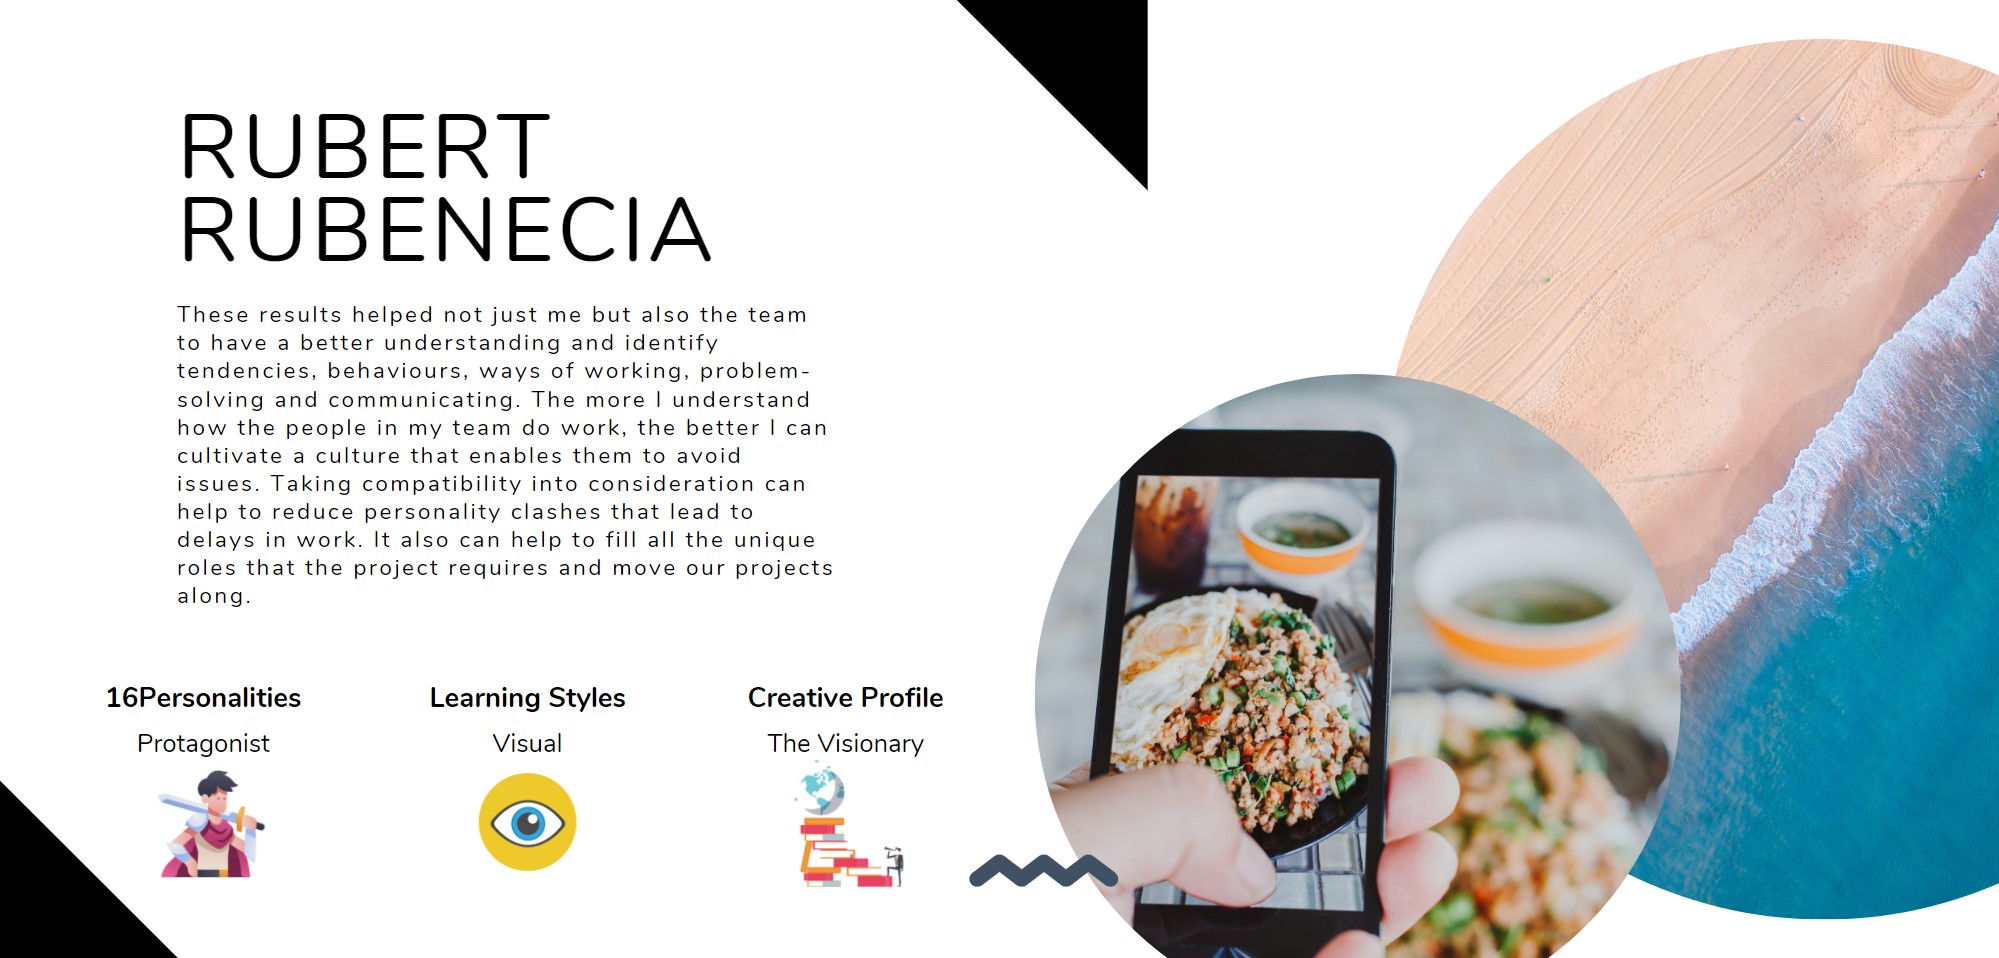 RUBERT
RUBENECIA
These results helped not just me but also the team
to have a better understanding and identify
tendencies, behaviours, ways of working, problem-
solving and communicating. The more I understand
how the people in my team do work, the better I can
cultivate a culture that enables them to avoid
issues. Taking compatibility into consideration can
help to reduce personality clashes that lead to
delays in work. It also can help to fill all the unique
roles that the project requires and move our projects
along.
16Personalities
Protagonist
Learning Styles
Visual
Creative Profile
The Visionary